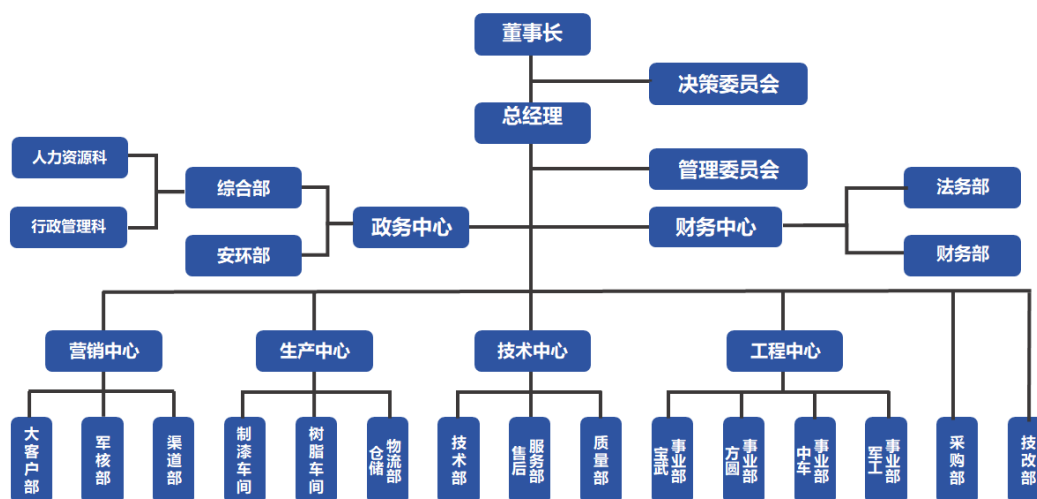 董事长
决策委员会
总经理
人力资源科
管理委员会
综合部
法务部
行政管理科
政务中心
财务中心
安环部
财务部
营销中心
生产中心
技术中心
工程中心
大客户部
军核部
渠道部
制漆车间
树脂车间
仓储物流部
技术部
售后服务部
质量部
宝武事业部
方圆事业部
中车事业部
军工事业部
采购部
技改部